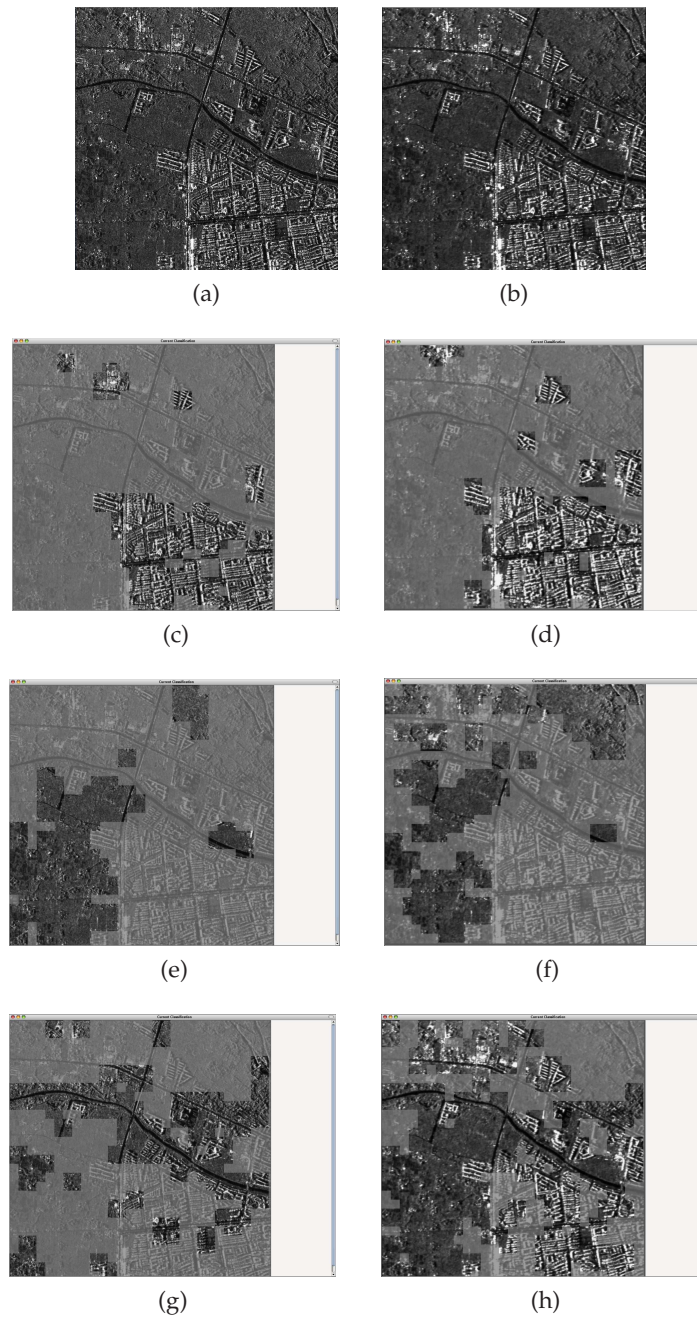 (a)
(b)
Current Classification
Current Classification
(c)
(d)
Current Classification
Current Classification
(e)
(f)
Current Classification
Current Classification
(g)
(h)